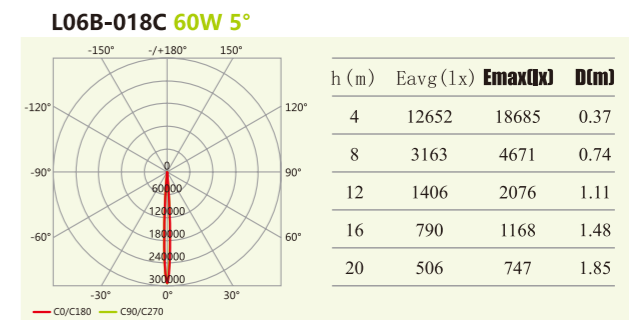 L06B-018C 60W 5°
-150° -/+180° 150°
-120° 120°
-90° 0 90°
60000
120000
-60° 180000 60°
240000
300000
-30° 0° 30°
C0/C180 C90/C270
h(m) Eavg(lx) Emax(lx) D(m)
4 12652 18685 0.37
8 3163 4671 0.74
12 1406 2076 1.11
16 790 1168 1.48
20 506 747 1.85